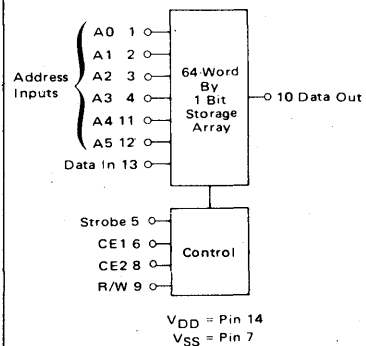 A0 1
A1 2
A2 3
A3 4
A4 11
A5 12
Address
Inputs
Data In 13
64-Word
By
1 Bit
Storage
Array
10 Data Out
Strobe 5
CE1 6
CE2 8
R/W 9
Control
VDD = Pin 14
VSS = Pin 7